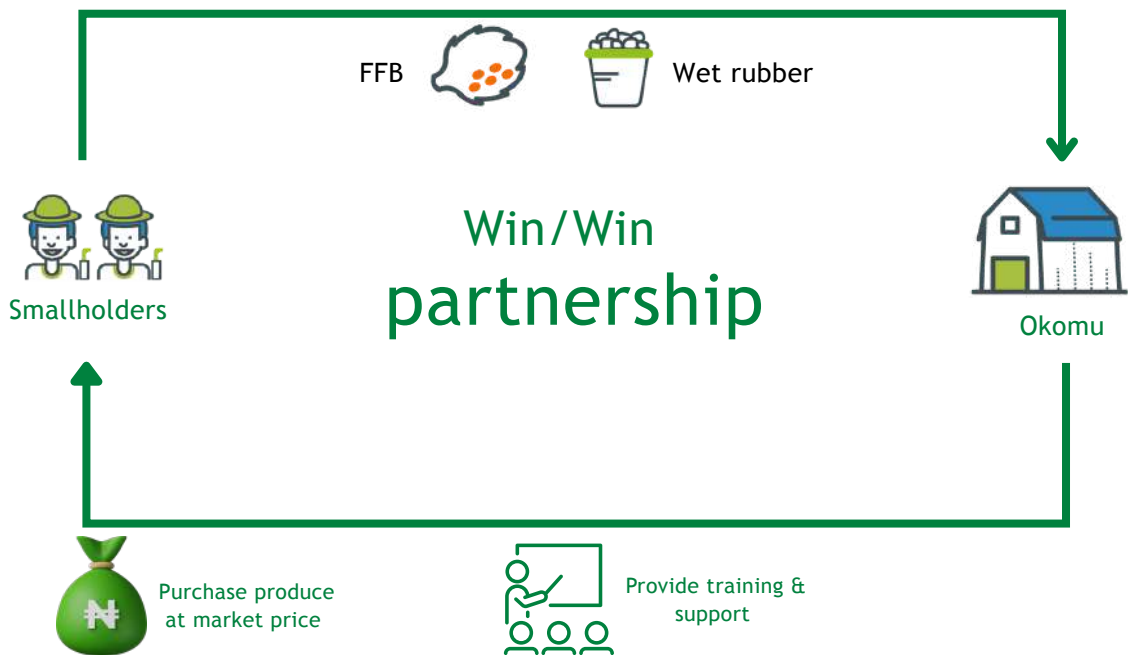 FFB
Wet rubber
Win/Win
partnership
Smallholders
Okomu
₦
Purchase produce
at market price
Provide training &
support